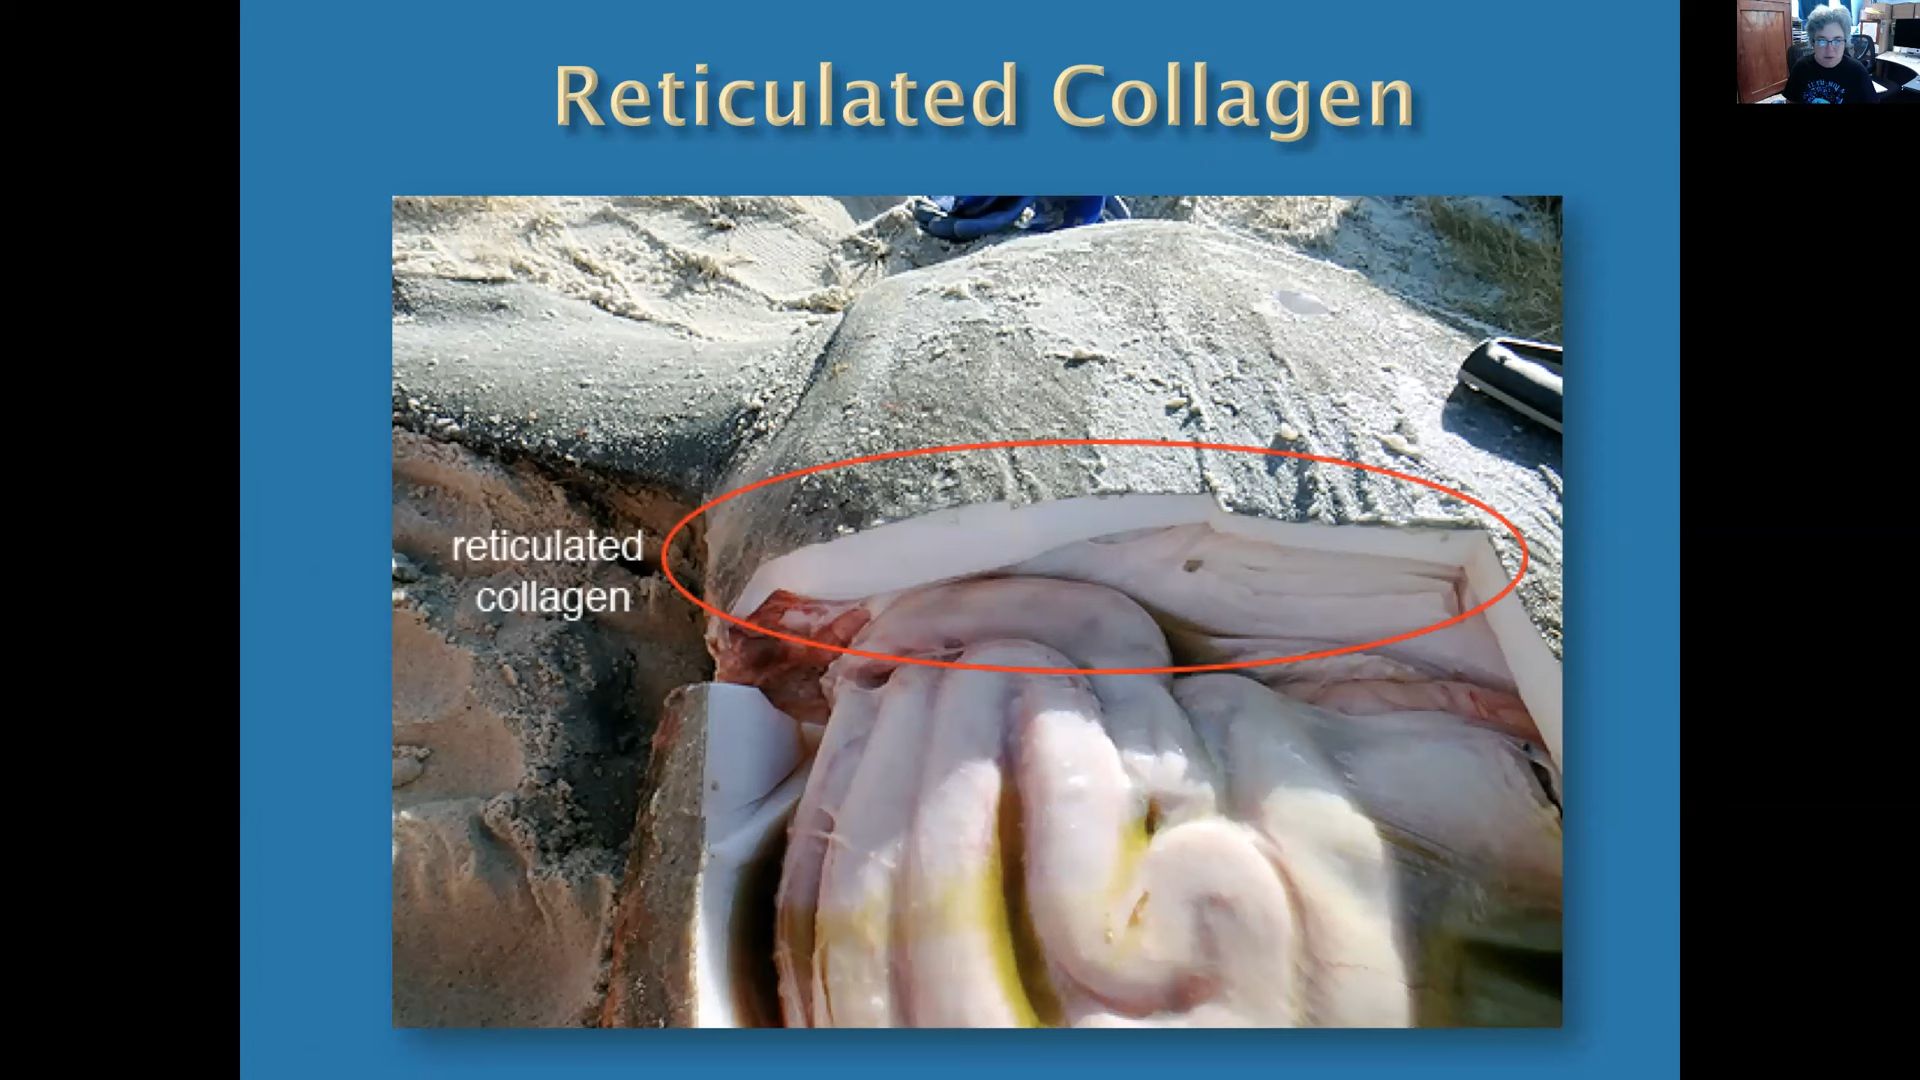 Reticulated Collagen
reticulated
collagen